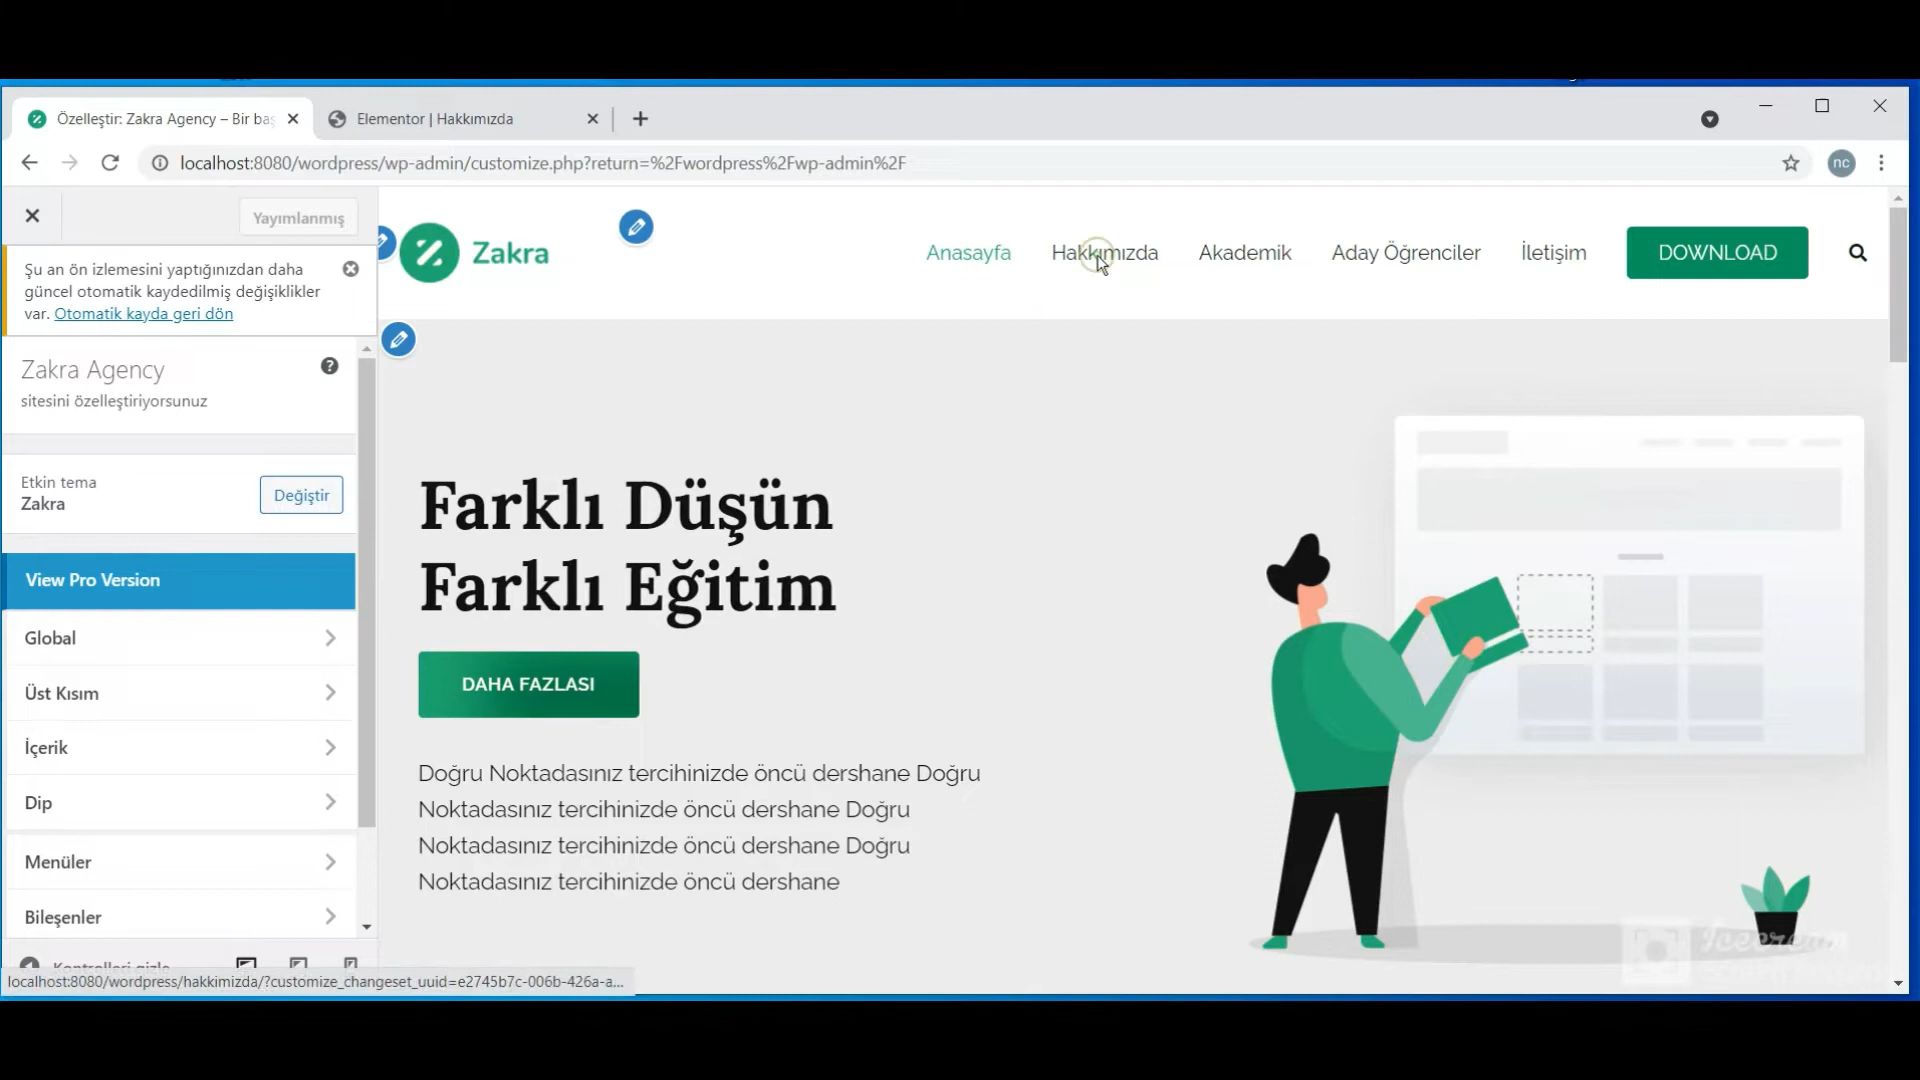 Özelleştir: Zakra Agency – Bir baş
Elementor | Hakkımızda
localhost:8080/wordpress/wp-admin/customize.php?return=%2Fwordpress%2Fwp-admin%2F
nc
Yayımlanmış
Şu an ön izlemesini yaptığınızdan daha
güncel otomatik kaydedilmiş değişiklikler
var. Otomatik kayda geri dön
Zakra Agency
sitesini özelleştiriyorsunuz
Etkin tema
Zakra
Değiştir
View Pro Version
Global
Üst Kısım
İçerik
Dip
Menüler
Bileşenler
Kontrolleri gizle
localhost:8080/wordpress/hakkimizda/?customize_changeset_uuid=e2745b7c-006b-426a-a...
Zakra
Anasayfa
Hakkımızda
Akademik
Aday Öğrenciler
İletişim
DOWNLOAD
Farklı Düşün
Farklı Eğitim
DAHA FAZLASI
Doğru Noktadasınız tercihinizde öncü dershane Doğru
Noktadasınız tercihinizde öncü dershane Doğru
Noktadasınız tercihinizde öncü dershane Doğru
Noktadasınız tercihinizde öncü dershane